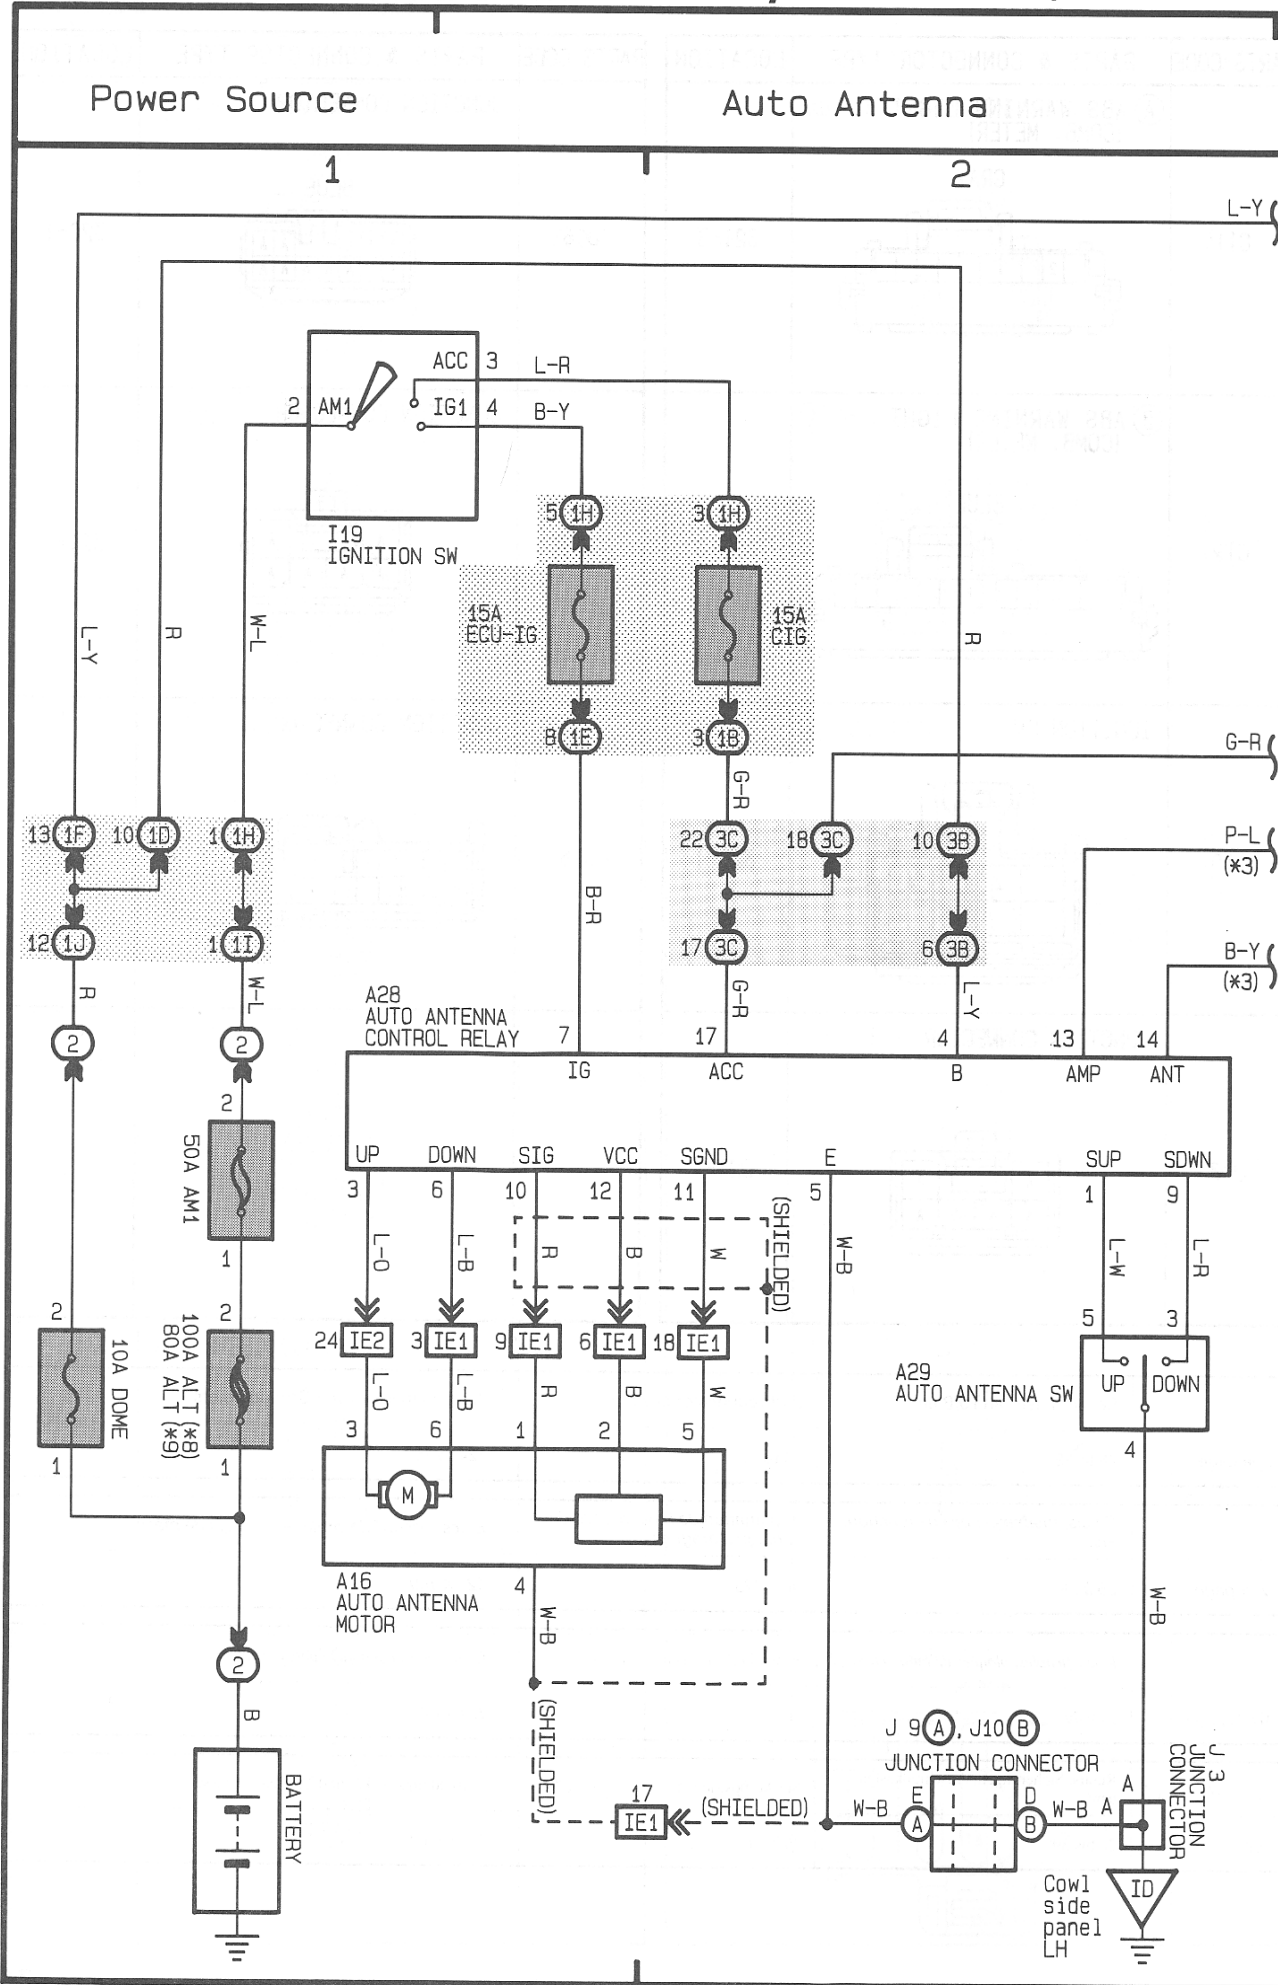 Power Source
Auto Antenna
1
2
L-Y
ACC
3
L-R
2
AM1
IG1
4
B-Y
I19
IGNITION SW
5
1H
3
1H
15A
ECU-IG
15A
CIG
L-Y
R
W-L
R
8
1E
3
1B
G-R
G-R
13
1F
10
1D
1
1H
22
3C
18
3C
10
3B
P-L
(*3)
B-R
12
1J
1
1I
17
3C
6
3B
B-Y
(*3)
R
W-L
G-R
L-Y
A28
AUTO ANTENNA
CONTROL RELAY
7
17
4
13
14
2
2
IG
ACC
B
AMP
ANT
2
50A AM1
1
UP
DOWN
SIG
VCC
SGND
E
SUP
SDWN
3
6
10
12
11
5
1
9
(SHIELDED)
L-O
L-B
R
B
W
W-B
L-W
L-R
2
10A DOME
1
2
100A ALT (*8)
80A ALT (*9)
1
24
IE2
3
IE1
9
IE1
6
IE1
18
IE1
5
3
UP
DOWN
A29
AUTO ANTENNA SW
4
L-O
L-B
R
B
W
3
6
1
2
5
M
A16
AUTO ANTENNA
MOTOR
4
W-B
W-B
2
B
BATTERY
(SHIELDED)
17
IE1
(SHIELDED)
J 9
A
, J10
B
JUNCTION CONNECTOR
W-B
E
A
D
B
W-B
A
A
J 3
JUNCTION
CONNECTOR
ID
Cowl
side
panel
LH